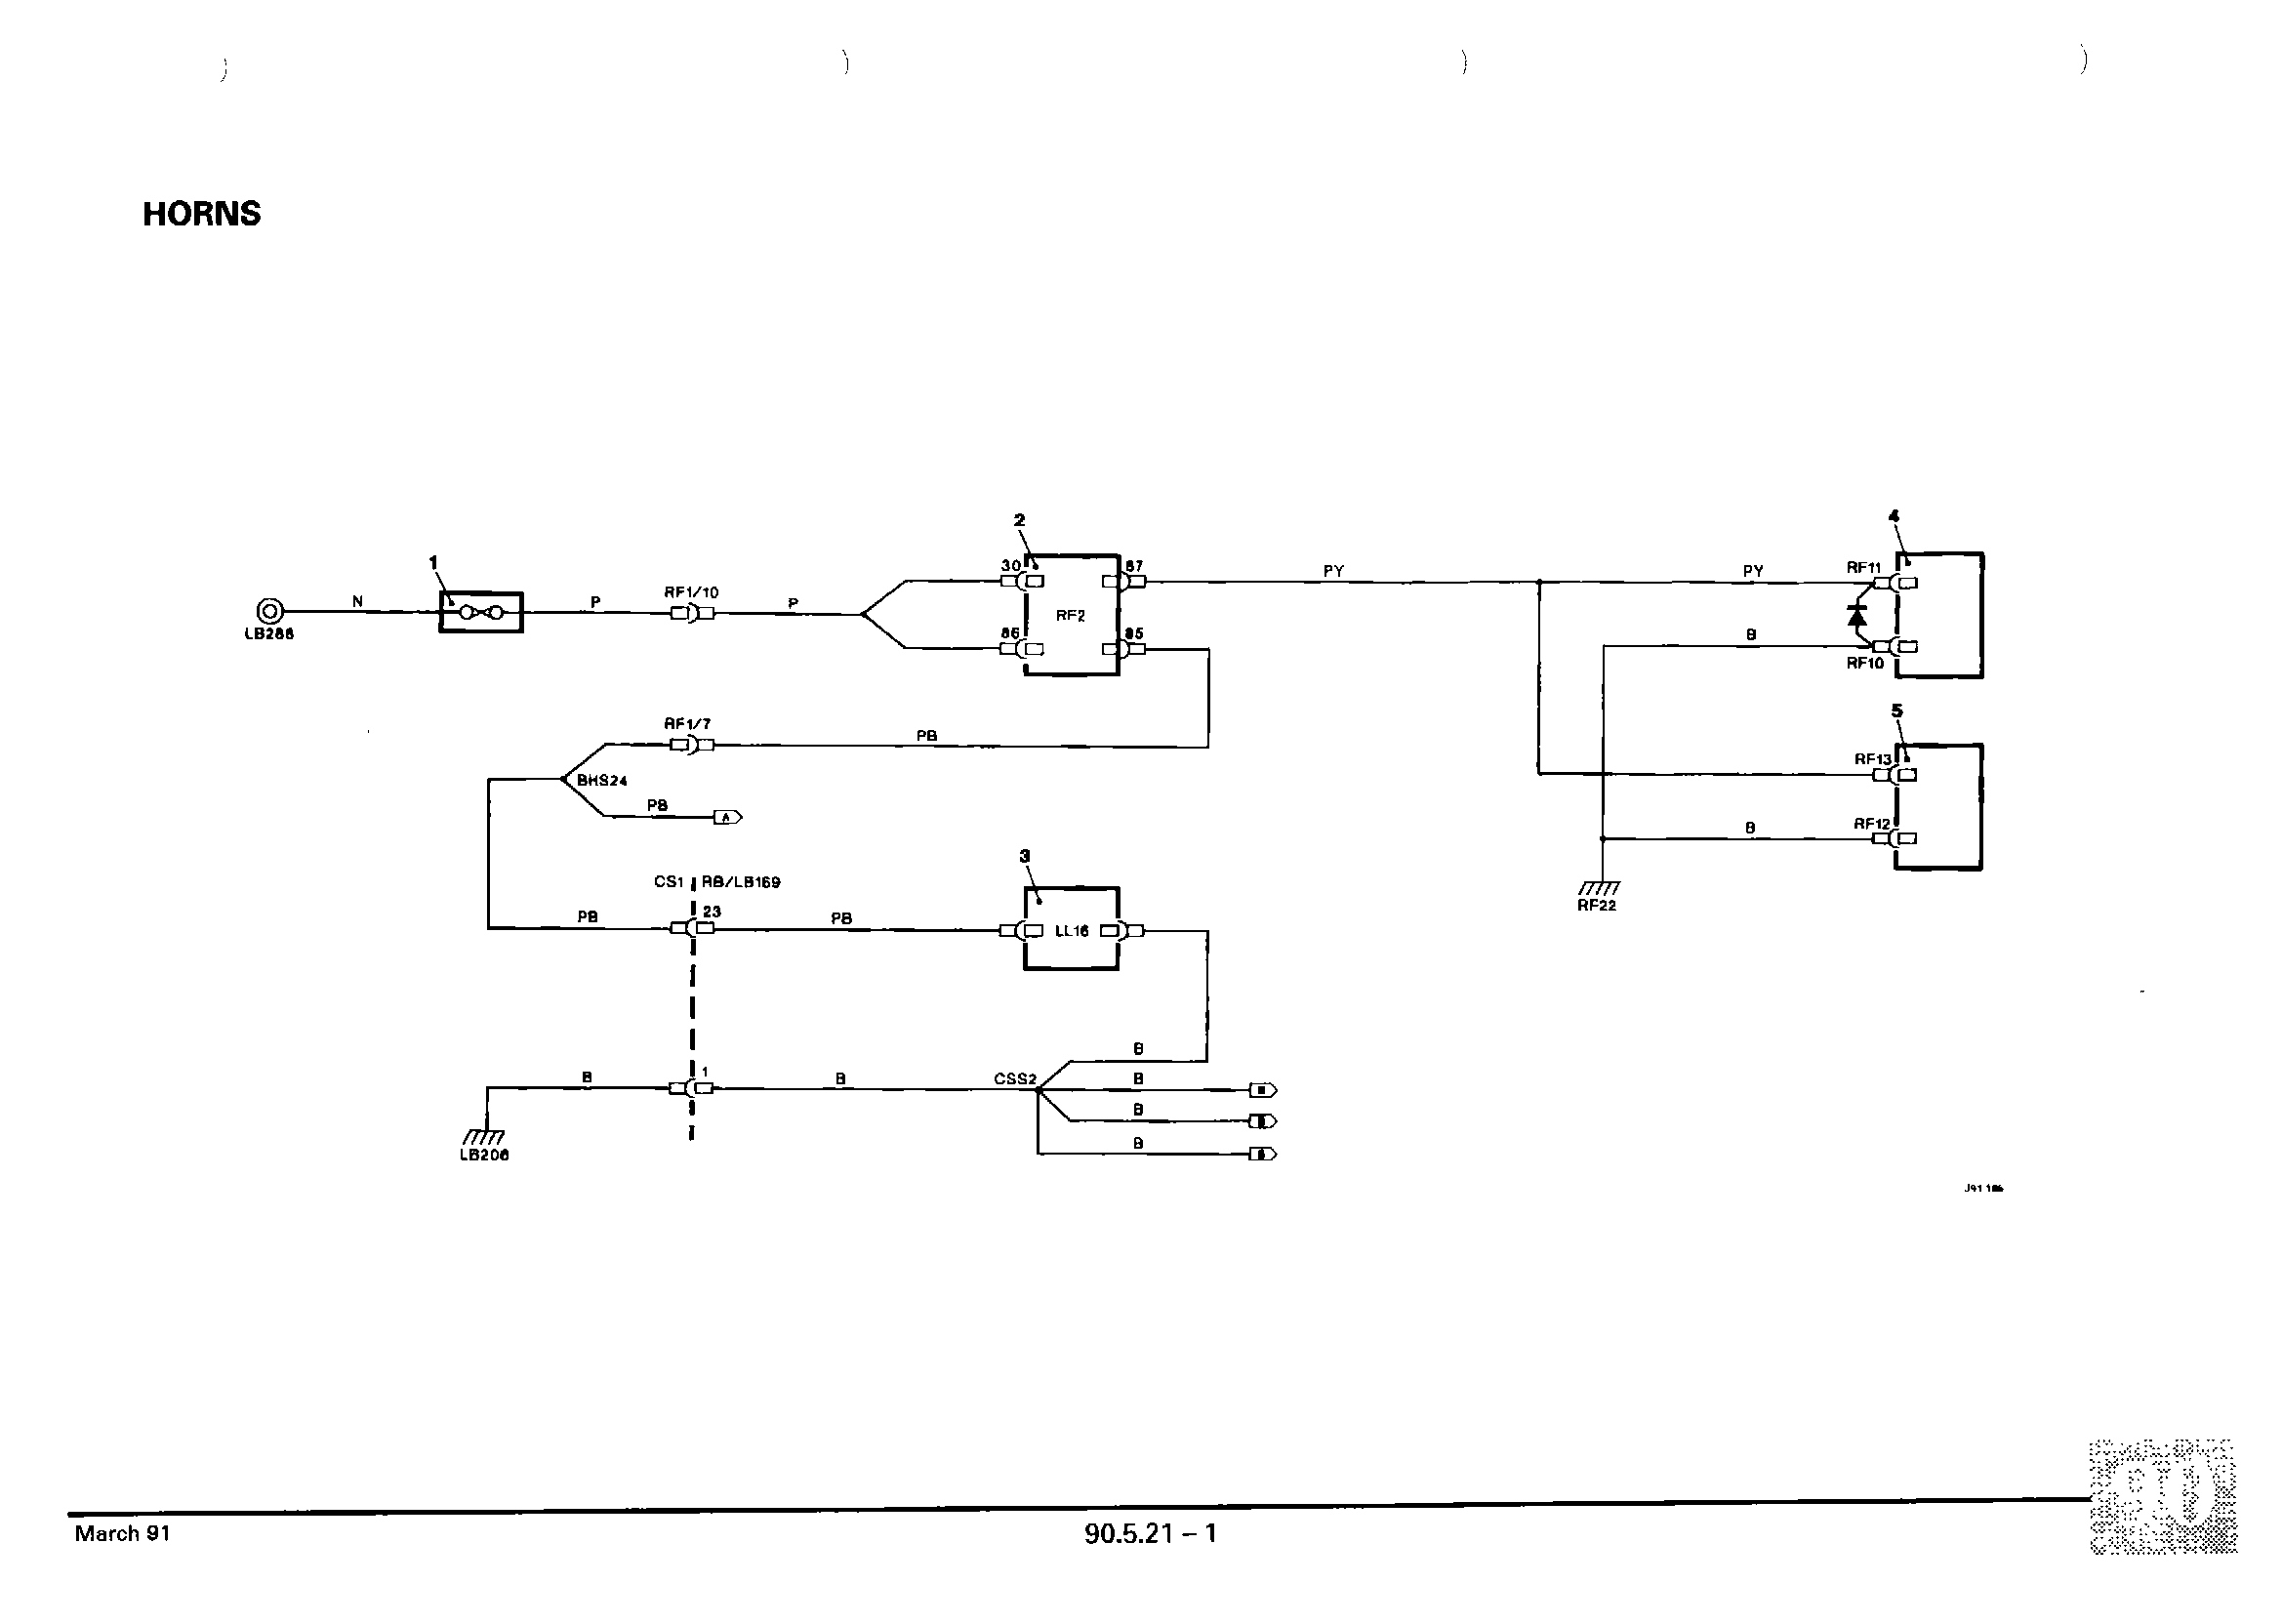 HORNS
2
4
1
30
87
PY
PY
RF11
N
P
RF1/10
P
RF2
LB288
86
85
B
RF10
RF1/7
PB
5
BHS24
RF13
PB
A
B
RF12
3
CS1
RB/LB169
RF22
PB
23
PB
LL16
B
B
1
B
CSS2
B
B
LB206
B
March 91
90.5.21 – 1
90